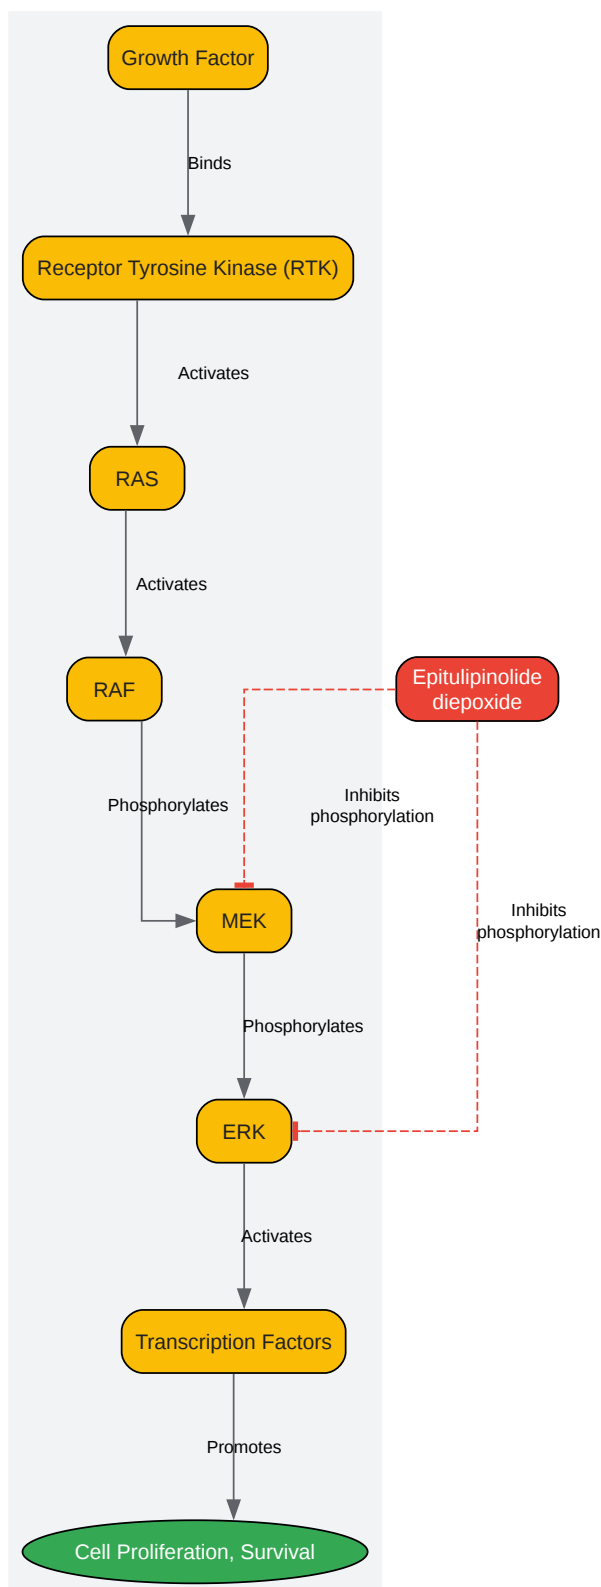 Growth Factor
Binds
Receptor Tyrosine Kinase (RTK)
Activates
RAS
Activates
RAF
Epitulipinolide
diepoxide
Phosphorylates
Inhibits
phosphorylation
MEK
Inhibits
phosphorylation
Phosphorylates
ERK
Activates
Transcription Factors
Promotes
Cell Proliferation, Survival